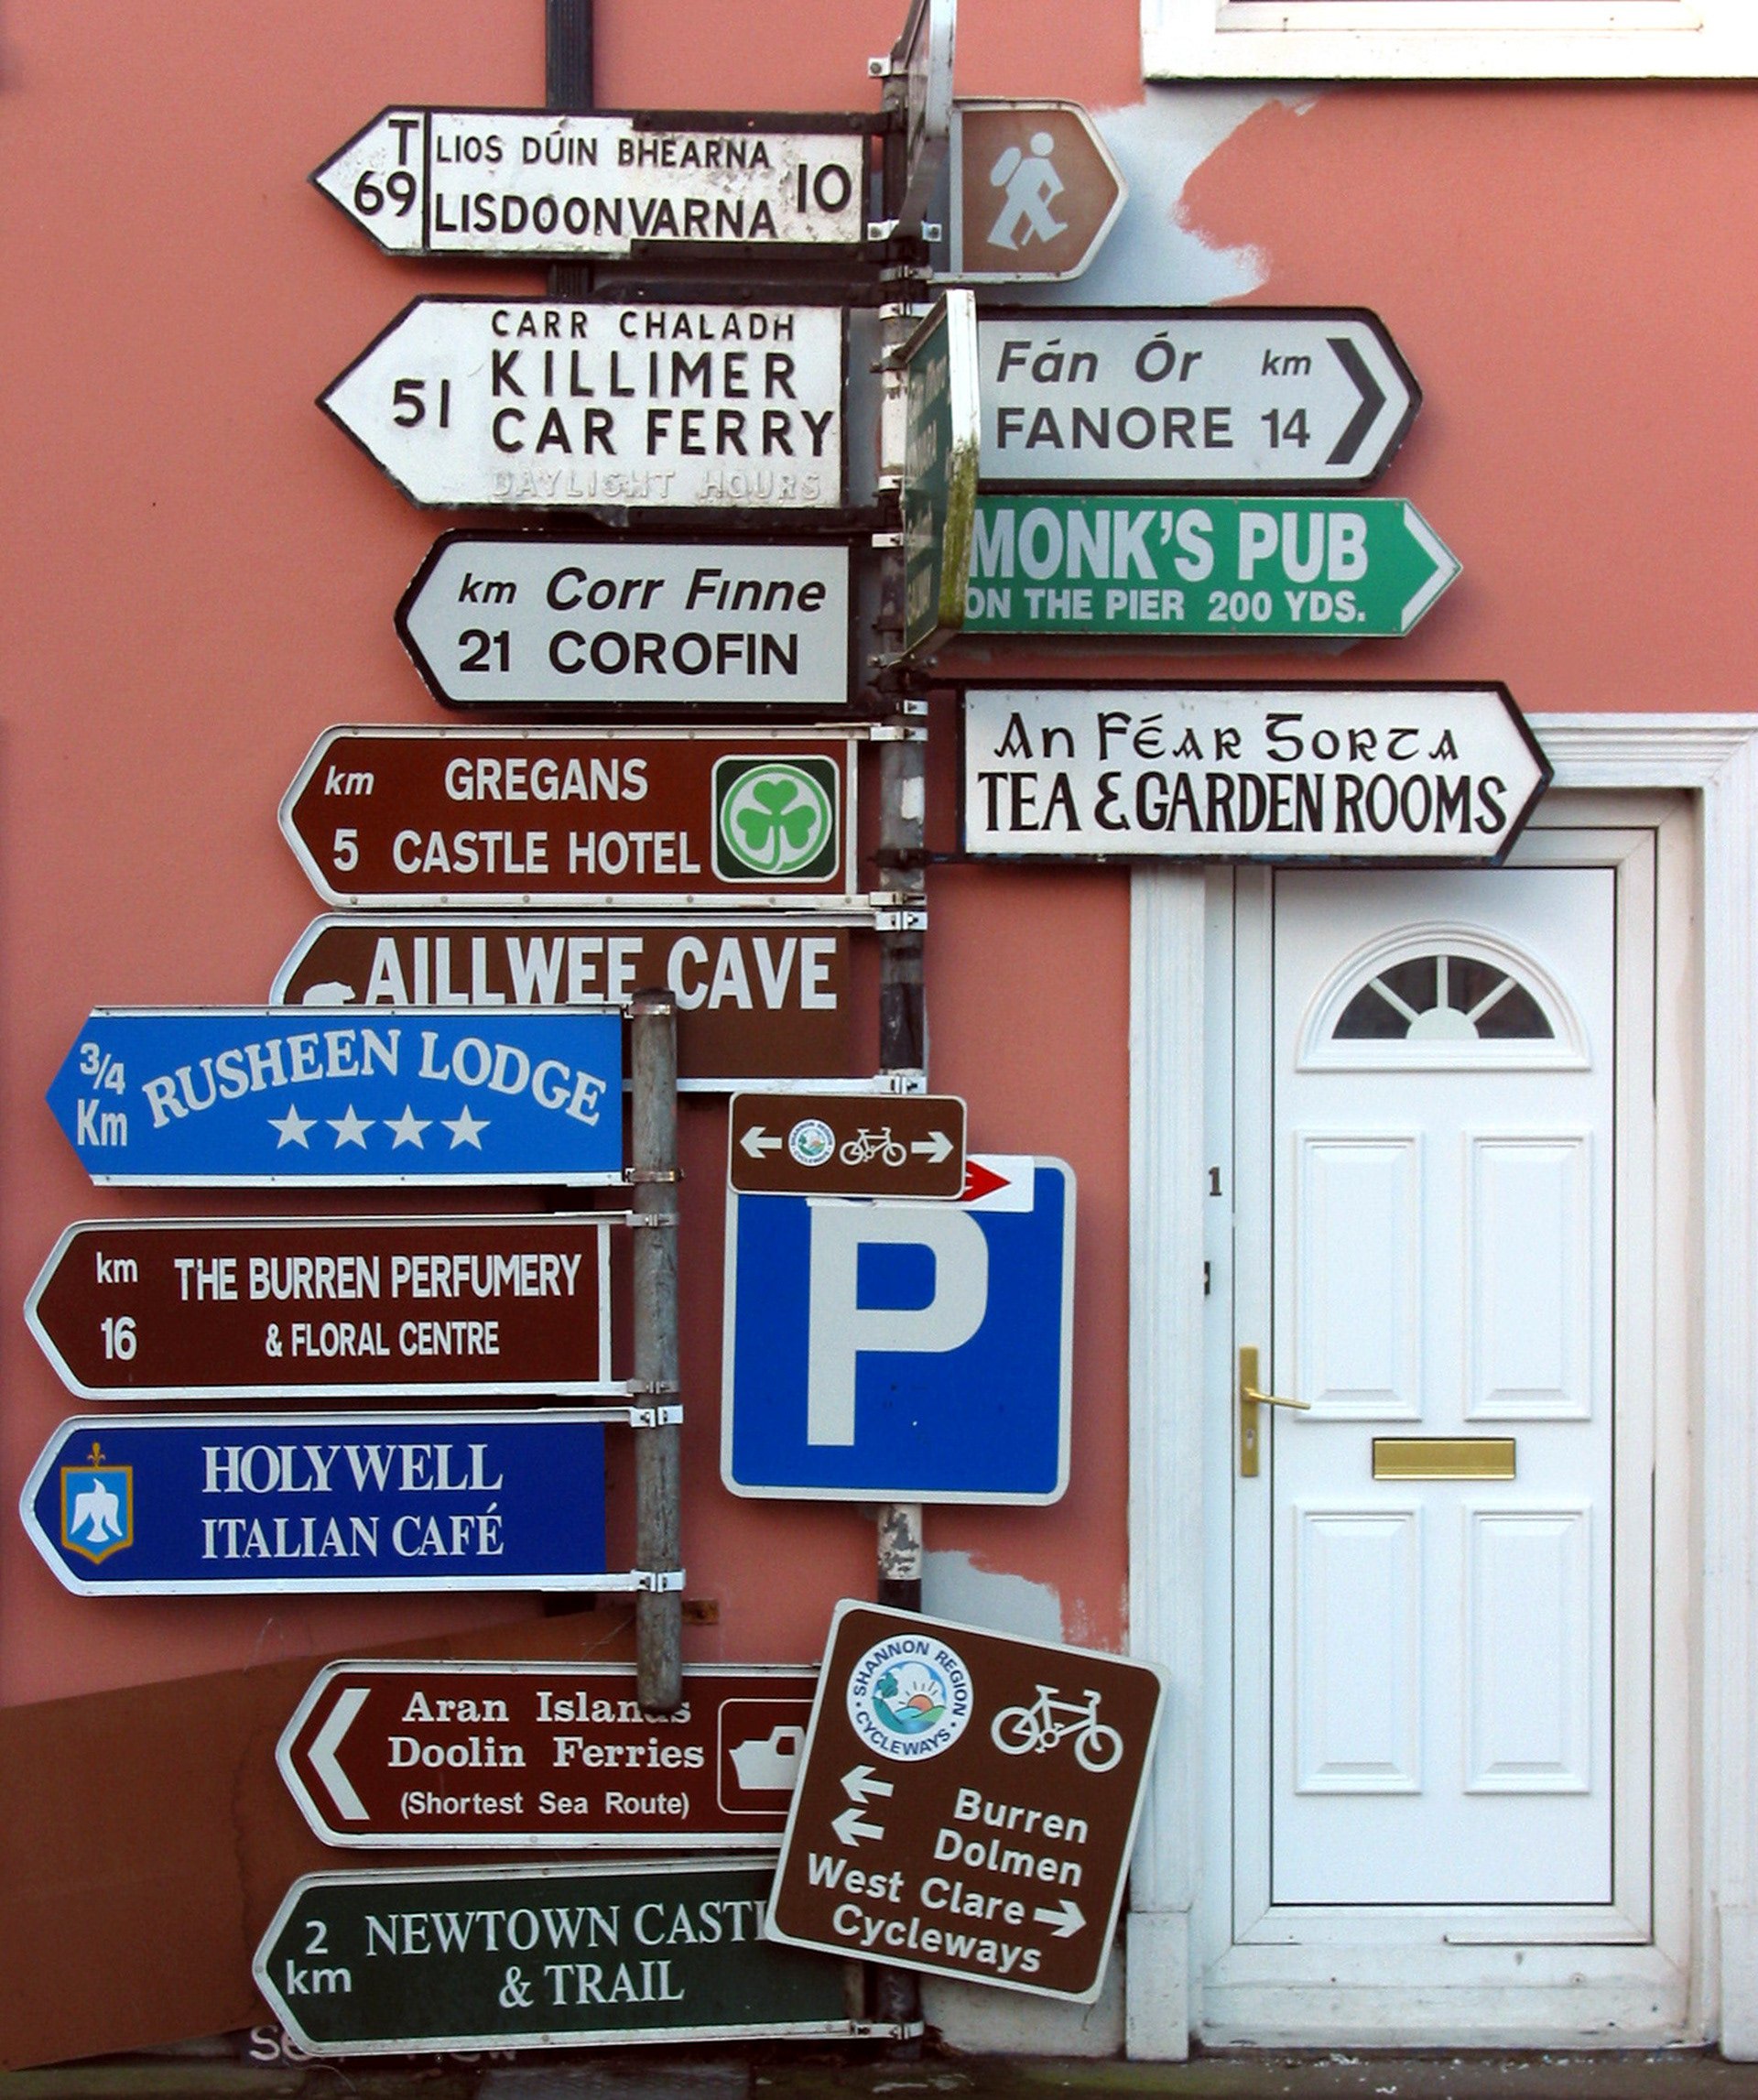 T
69
LIOS DÚIN BHEARNA
LISDOONVARNA
10
51
CARR CHALADH
KILLIMER
CAR FERRY
DAYLIGHT HOURS
Fán Ór km
FANORE 14
MONK'S PUB
ON THE PIER 200 YDS.
km Corr Finne
21 COROFIN
An Féar Gorta
TEA & GARDEN ROOMS
km GREGANS
5 CASTLE HOTEL
AILLWEE CAVE
3/4
Km
RUSHEEN LODGE
km THE BURREN PERFUMERY
16 & FLORAL CENTRE
HOLYWELL
ITALIAN CAFÉ
P
1
Aran Islands
Doolin Ferries
(Shortest Sea Route)
SHANNON REGION
CYCLEWAYS
Burren
Dolmen
West Clare
Cycleways
2
km
NEWTOWN CASTL
& TRAIL